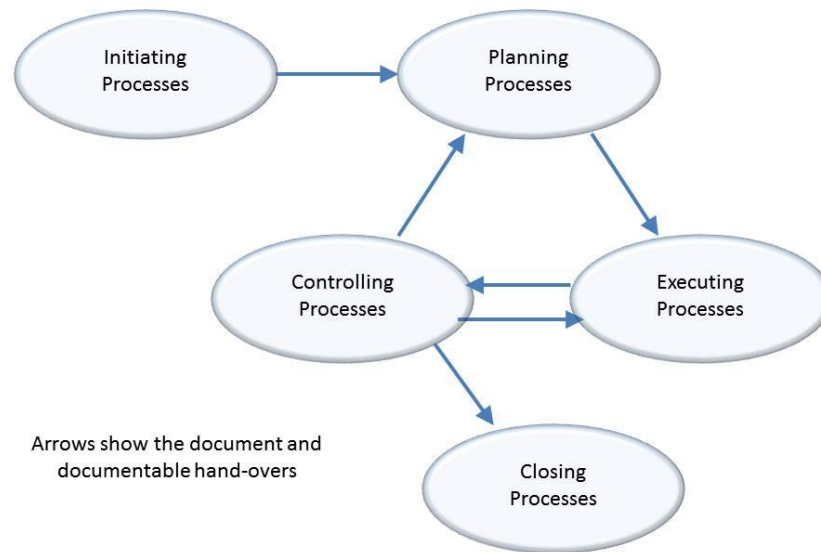 Initiating
Processes
Planning
Processes
Controlling
Processes
Executing
Processes
Arrows show the document and
documentable hand-overs
Closing
Processes